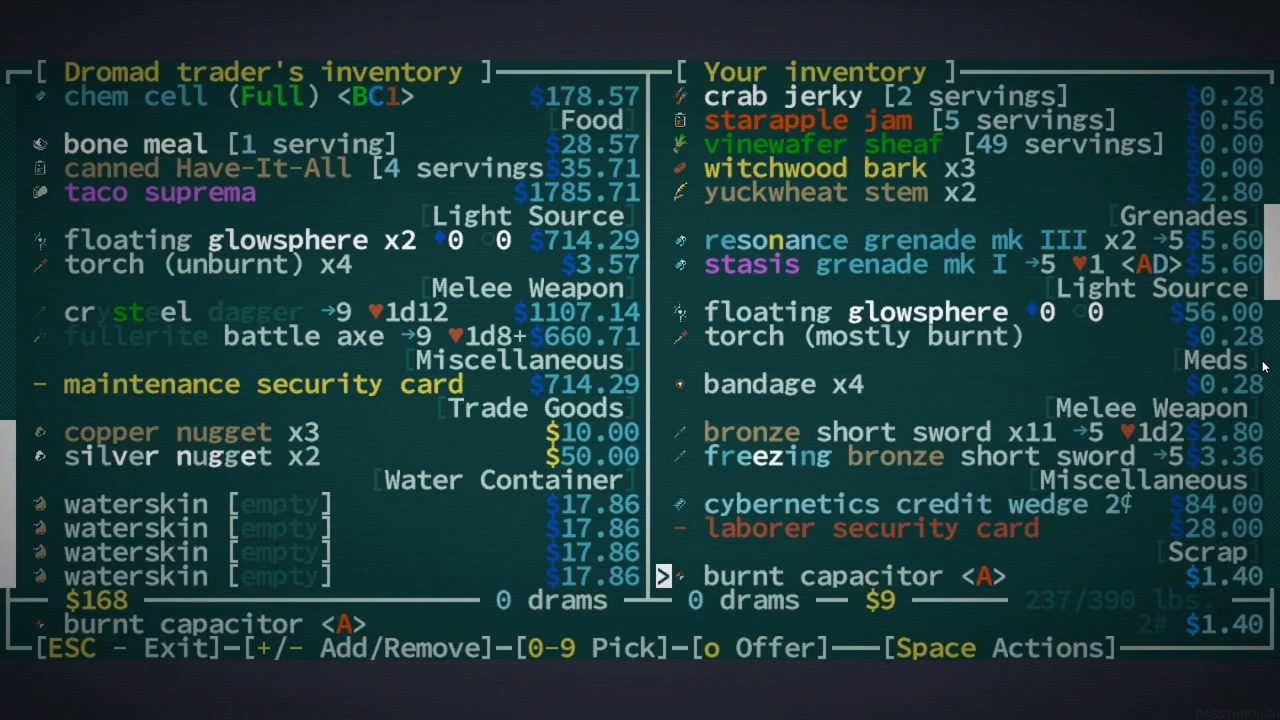 [ Dromad trader's inventory ]
chem cell (Full) <BC1> $178.57
[Food]
bone meal [1 serving] $28.57
canned Have-It-All [4 servings $35.71
taco suprema $1785.71
[Light Source]
floating glowsphere x2 ♦0 ○0 $714.29
torch (unburnt) x4 $3.57
[Melee Weapon]
crysteel dagger →9 ♥1d12 $1107.14
fullerite battle axe →9 ♥1d8+$660.71
[Miscellaneous]
maintenance security card $714.29
[Trade Goods]
copper nugget x3 $10.00
silver nugget x2 $50.00
[Water Container]
waterskin [empty] $17.86
waterskin [empty] $17.86
waterskin [empty] $17.86
waterskin [empty] $17.86
$168 0 drams
[ Your inventory ]
crab jerky [2 servings] $0.28
starapple jam [5 servings] $0.56
vinewafer sheaf [49 servings] $0.00
witchwood bark x3 $0.00
yuckwheat stem x2 $2.80
[Grenades]
resonance grenade mk III x2 →5$5.60
stasis grenade mk I →5 ♥1 <AD>$5.60
[Light Source]
floating glowsphere ♦0 ○0 $56.00
torch (mostly burnt) $0.28
[Meds]
bandage x4 $0.28
[Melee Weapon]
bronze short sword x11 →5 ♥1d2$2.80
freezing bronze short sword →5$3.36
[Miscellaneous]
cybernetics credit wedge 2¢ $84.00
laborer security card $28.00
[Scrap]
> burnt capacitor <A> $1.40
0 drams $9 237/390 lbs.
burnt capacitor <A> 2# $1.40
[ESC - Exit] [+/- Add/Remove] [0-9 Pick] [o Offer] [Space Actions]